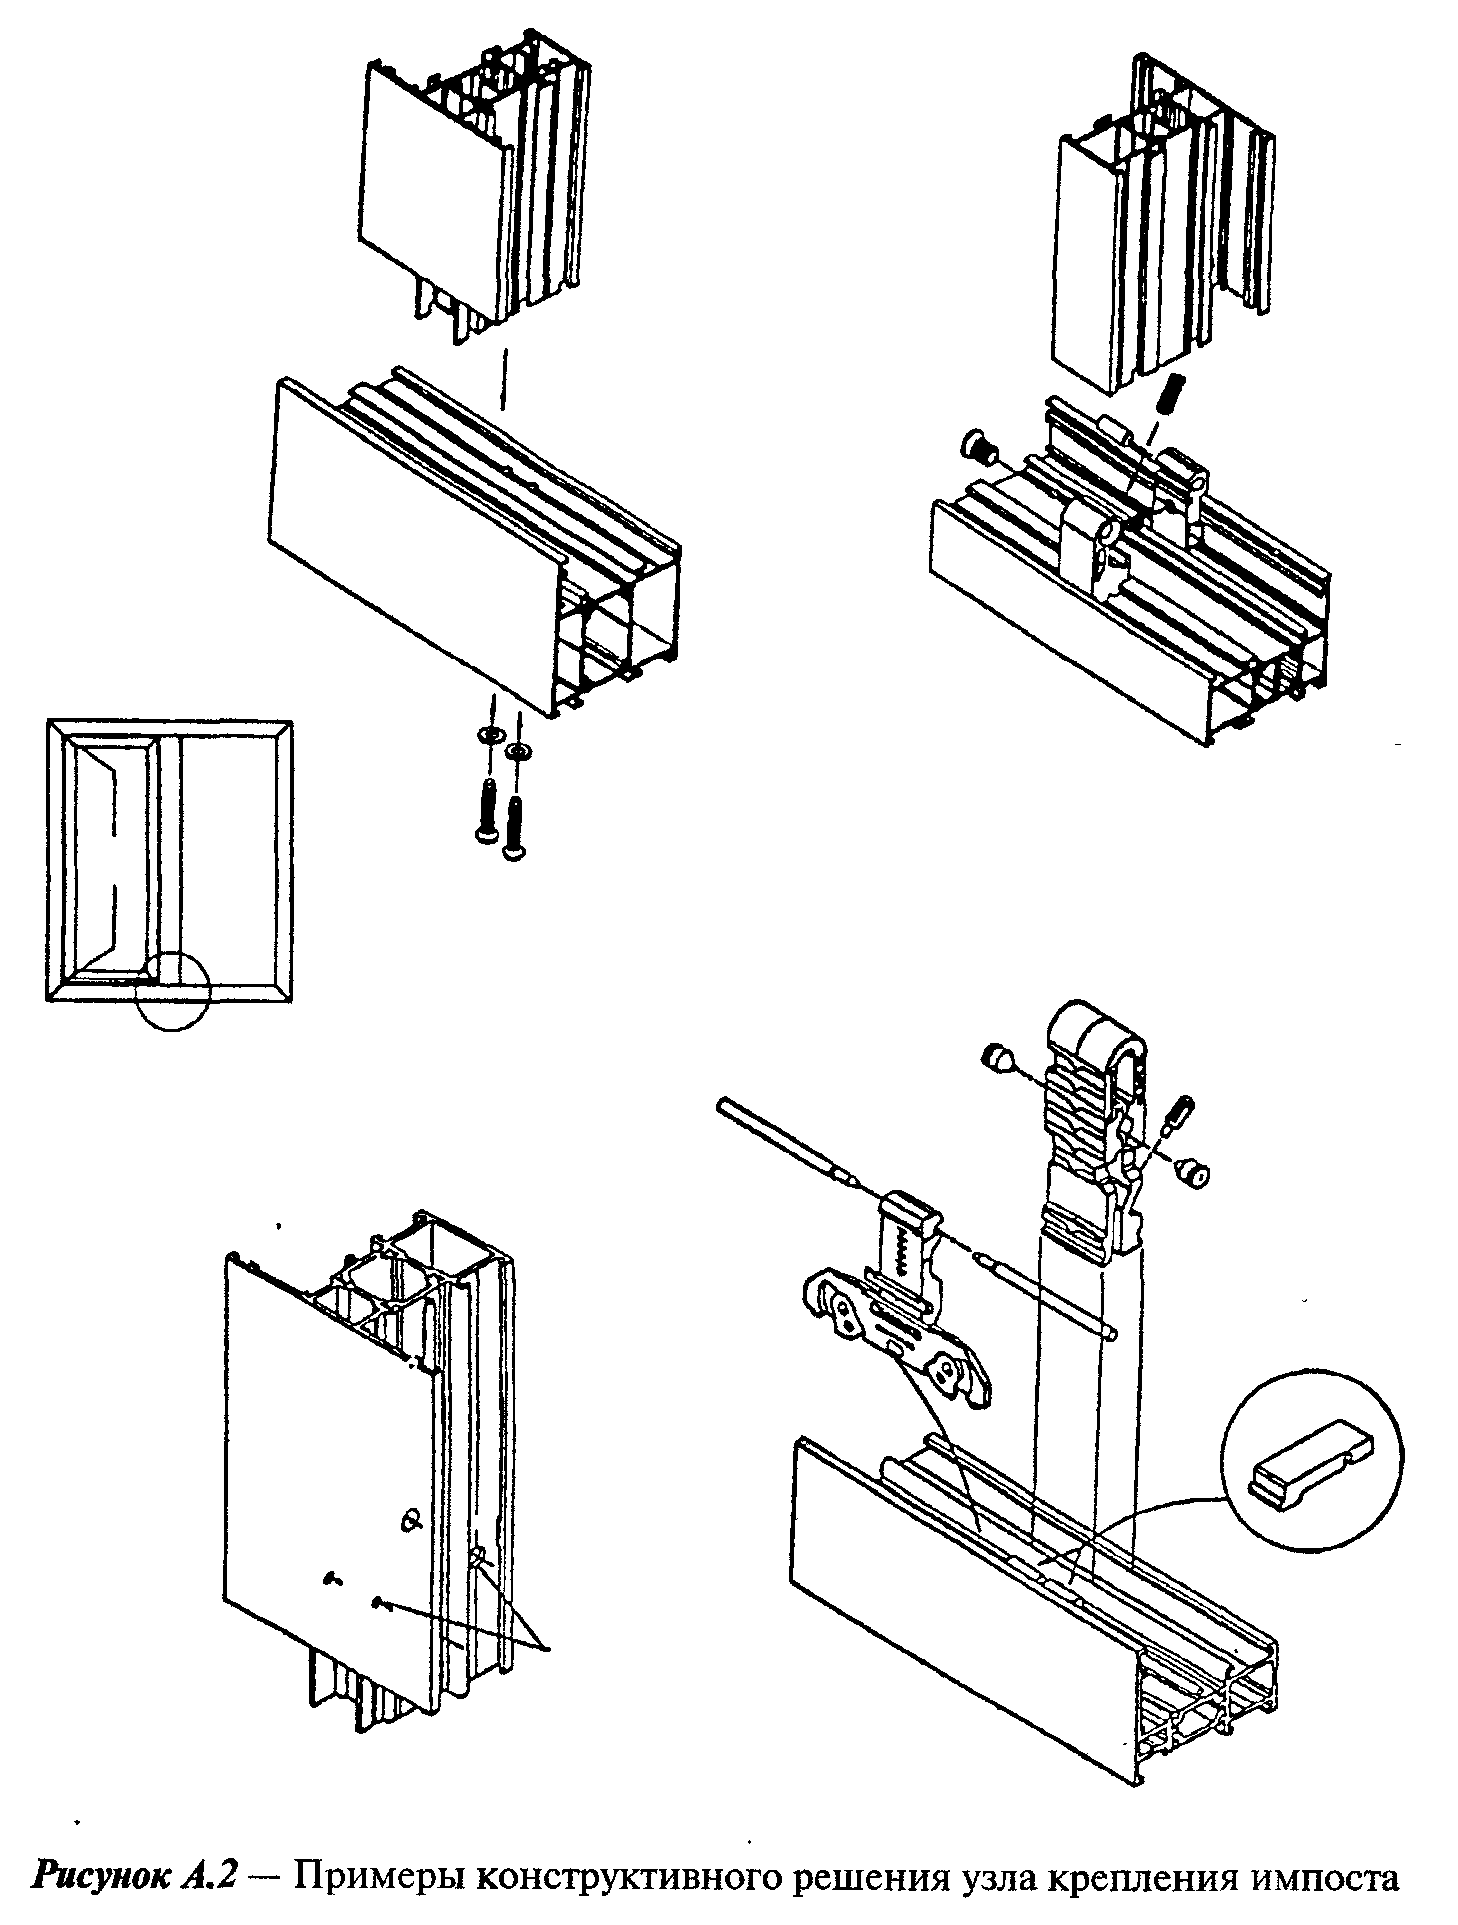 Рисунок А.2 — Примеры конструктивного решения узла крепления импоста